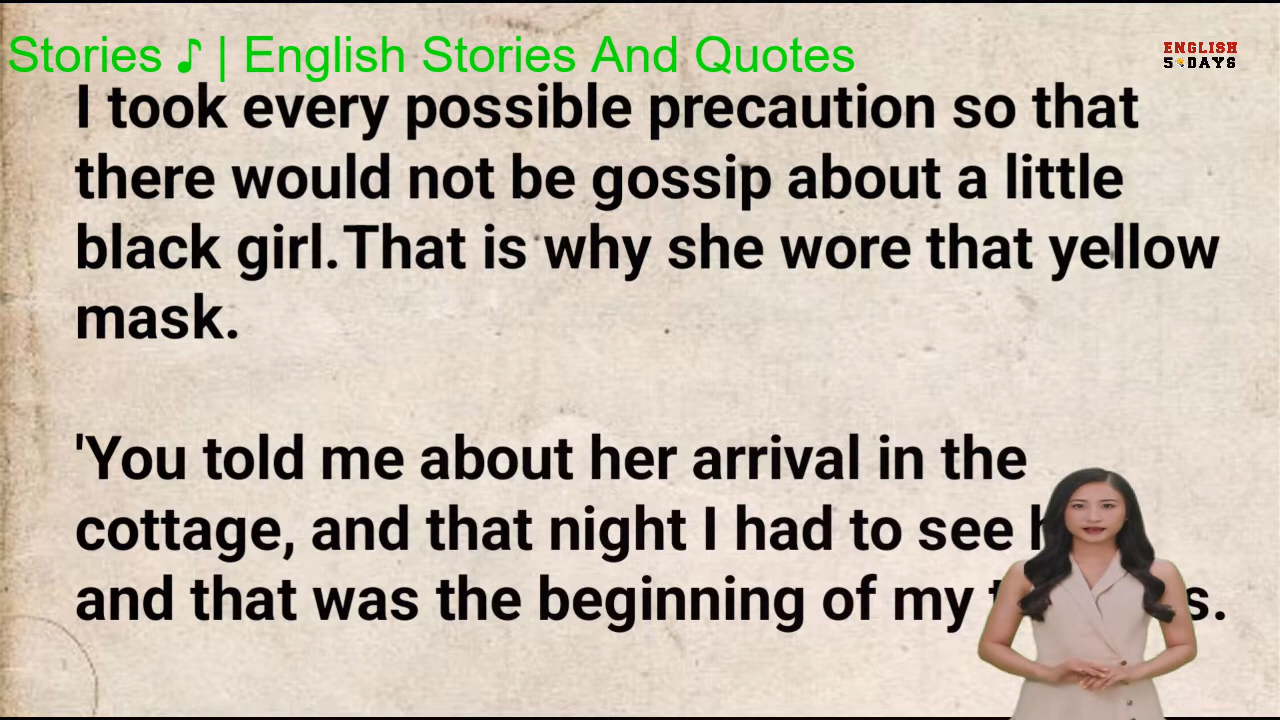 Stories ♪ | English Stories And Quotes
ENGLISH
5 DAYS
I took every possible precaution so that
there would not be gossip about a little
black girl.That is why she wore that yellow
mask.
'You told me about her arrival in the
cottage, and that night I had to see
and that was the beginning of my